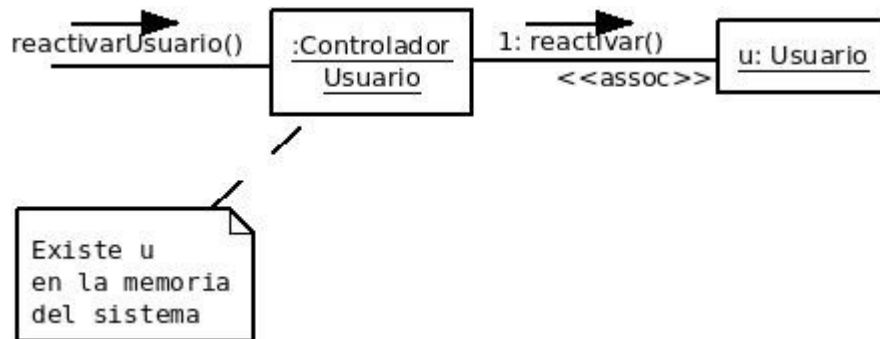 reactivarUsuario()
:Controlador
Usuario
1: reactivar()
<<assoc>>
u: Usuario
Existe u
en la memoria
del sistema